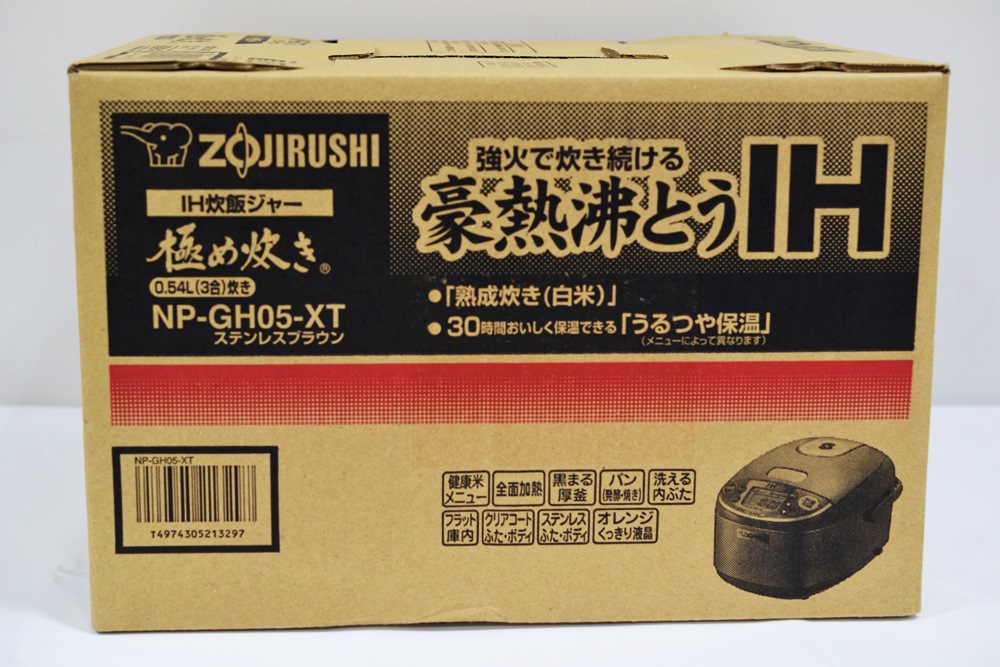 ZOJIRUSHI
IH炊飯ジャー
極め炊き®
0.54L(3合)炊き
NP-GH05-XT
ステンレスブラウン
強火で炊き続ける
豪熱沸とうIH
●「熟成炊き(白米)」
●30時間おいしく保温できる「うるつや保温」
(メニューによって異なります)
NP-GH05-XT
T4974305213297
健康米メニュー
全面加熱
黒まる厚釜
パン(発酵・焼き)
洗える内ぶた
フラット庫内
クリアコートふた・ボディ
ステンレスふた・ボディ
オレンジくっきり液晶